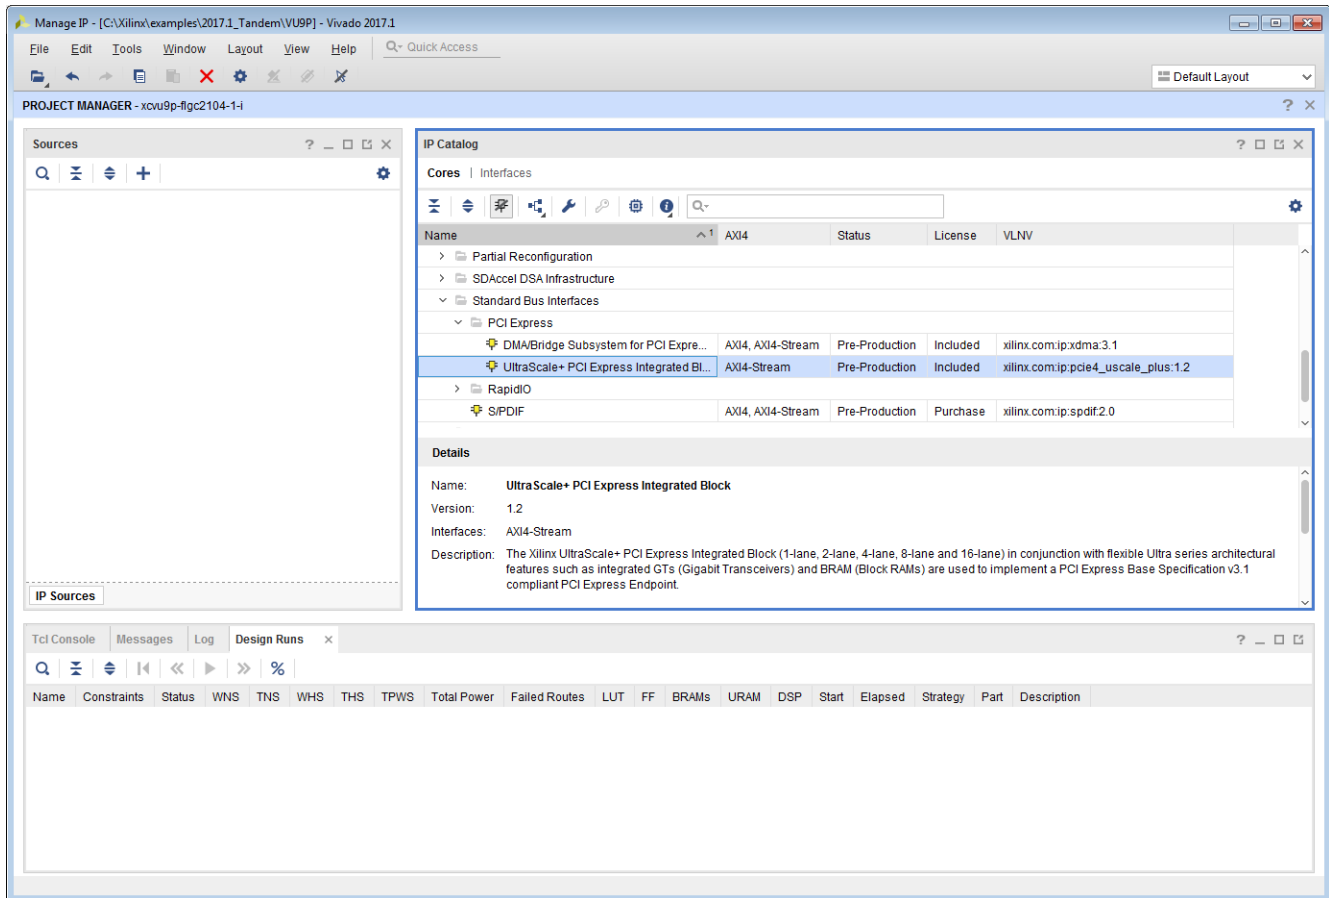 Manage IP - [C:\Xilinx\examples\2017.1_Tandem\VU9P] - Vivado 2017.1
File Edit Tools Window Layout View Help Quick Access
Default Layout
PROJECT MANAGER - xcvu9p-flgc2104-1-i
Sources
IP Sources
IP Catalog
Cores | Interfaces
Name 1 AXI4 Status License VLNV
Partial Reconfiguration
SDAccel DSA Infrastructure
Standard Bus Interfaces
PCI Express
DMA/Bridge Subsystem for PCI Expre... AXI4, AXI4-Stream Pre-Production Included xilinx.com:ip:xdma:3.1
UltraScale+ PCI Express Integrated Bl... AXI4-Stream Pre-Production Included xilinx.com:ip:pcie4_uscale_plus:1.2
RapidIO
S/PDIF AXI4, AXI4-Stream Pre-Production Purchase xilinx.com:ip:spdif:2.0
Details
Name: UltraScale+ PCI Express Integrated Block
Version: 1.2
Interfaces: AXI4-Stream
Description: The Xilinx UltraScale+ PCI Express Integrated Block (1-lane, 2-lane, 4-lane, 8-lane and 16-lane) in conjunction with flexible Ultra series architectural
features such as integrated GTs (Gigabit Transceivers) and BRAM (Block RAMs) are used to implement a PCI Express Base Specification v3.1
compliant PCI Express Endpoint.
Tcl Console Messages Log Design Runs
Name Constraints Status WNS TNS WHS THS TPWS Total Power Failed Routes LUT FF BRAMs URAM DSP Start Elapsed Strategy Part Description